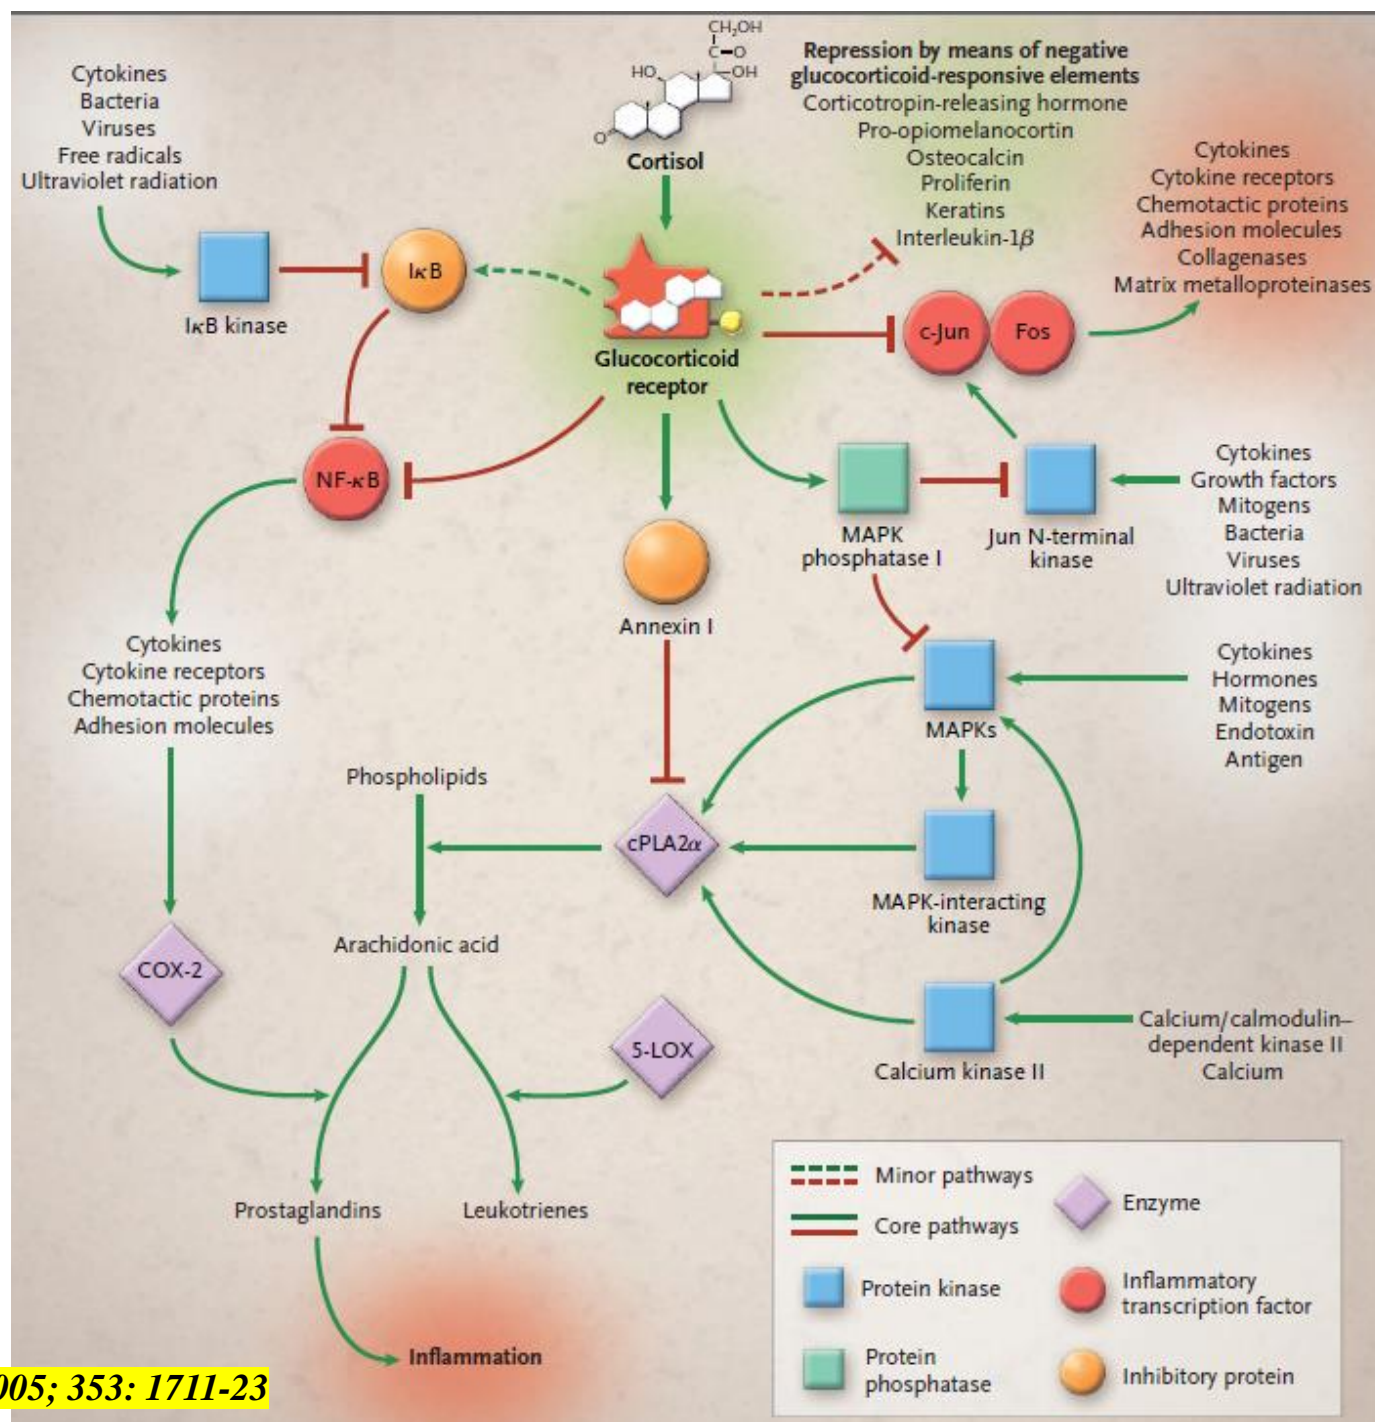 CH₂OH
C=O
HO
OH
O
Cortisol
Repression by means of negative
glucocorticoid-responsive elements
Corticotropin-releasing hormone
Pro-opiomelanocortin
Osteocalcin
Proliferin
Keratins
Interleukin-1β
Cytokines
Bacteria
Viruses
Free radicals
Ultraviolet radiation
Cytokines
Cytokine receptors
Chemotactic proteins
Adhesion molecules
Collagenases
Matrix metalloproteinases
IκB kinase
IκB
Glucocorticoid
receptor
c-Jun
Fos
NF-κB
Annexin I
MAPK
phosphatase I
Jun N-terminal
kinase
Cytokines
Growth factors
Mitogens
Bacteria
Viruses
Ultraviolet radiation
Cytokines
Cytokine receptors
Chemotactic proteins
Adhesion molecules
MAPKs
Cytokines
Hormones
Mitogens
Endotoxin
Antigen
Phospholipids
cPLA2α
MAPK-interacting
kinase
Arachidonic acid
COX-2
5-LOX
Calcium kinase II
Calcium/calmodulin–
dependent kinase II
Calcium
Prostaglandins
Leukotrienes
Inflammation
Minor pathways
Core pathways
Protein kinase
Protein
phosphatase
Enzyme
Inflammatory
transcription factor
Inhibitory protein
005; 353: 1711-23